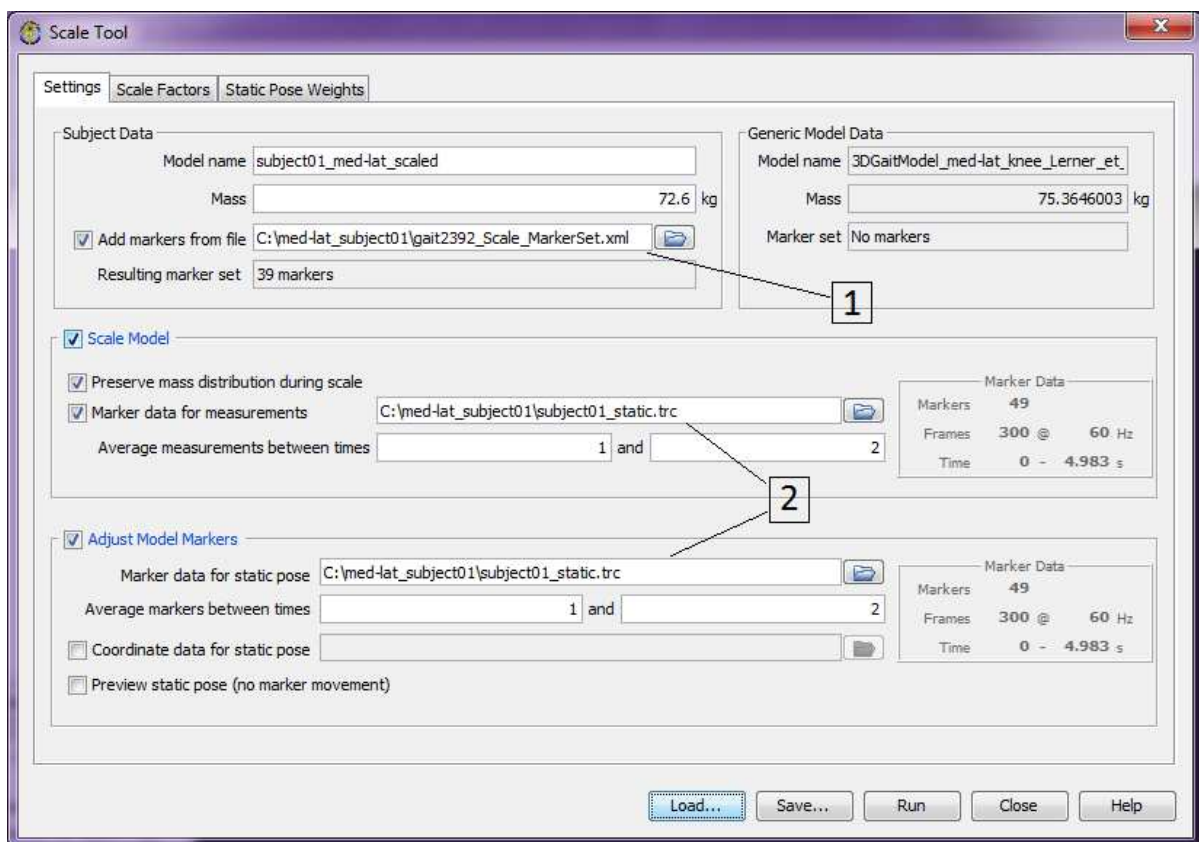 Scale Tool
Settings Scale Factors Static Pose Weights
Subject Data
Model name subject01_med-lat_scaled
Mass 72.6 kg
Add markers from file C:\med-lat_subject01\gait2392_Scale_MarkerSet.xml
Resulting marker set 39 markers
Generic Model Data
Model name 3DGaitModel_med-lat_knee_Lerner_et_
Mass 75.3646003 kg
Marker set No markers
1
Scale Model
Preserve mass distribution during scale
Marker data for measurements C:\med-lat_subject01\subject01_static.trc
Average measurements between times 1 and 2
Marker Data
Markers 49
Frames 300 @ 60 Hz
Time 0 - 4.983 s
2
Adjust Model Markers
Marker data for static pose C:\med-lat_subject01\subject01_static.trc
Average markers between times 1 and 2
Coordinate data for static pose
Preview static pose (no marker movement)
Marker Data
Markers 49
Frames 300 @ 60 Hz
Time 0 - 4.983 s
Load... Save... Run Close Help